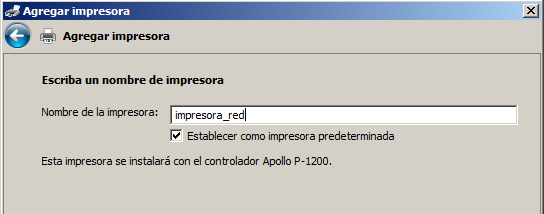 Agregar impresora
Agregar impresora
Escriba un nombre de impresora
Nombre de la impresora: impresora_red
Establecer como impresora predeterminada
Esta impresora se instalará con el controlador Apollo P-1200.